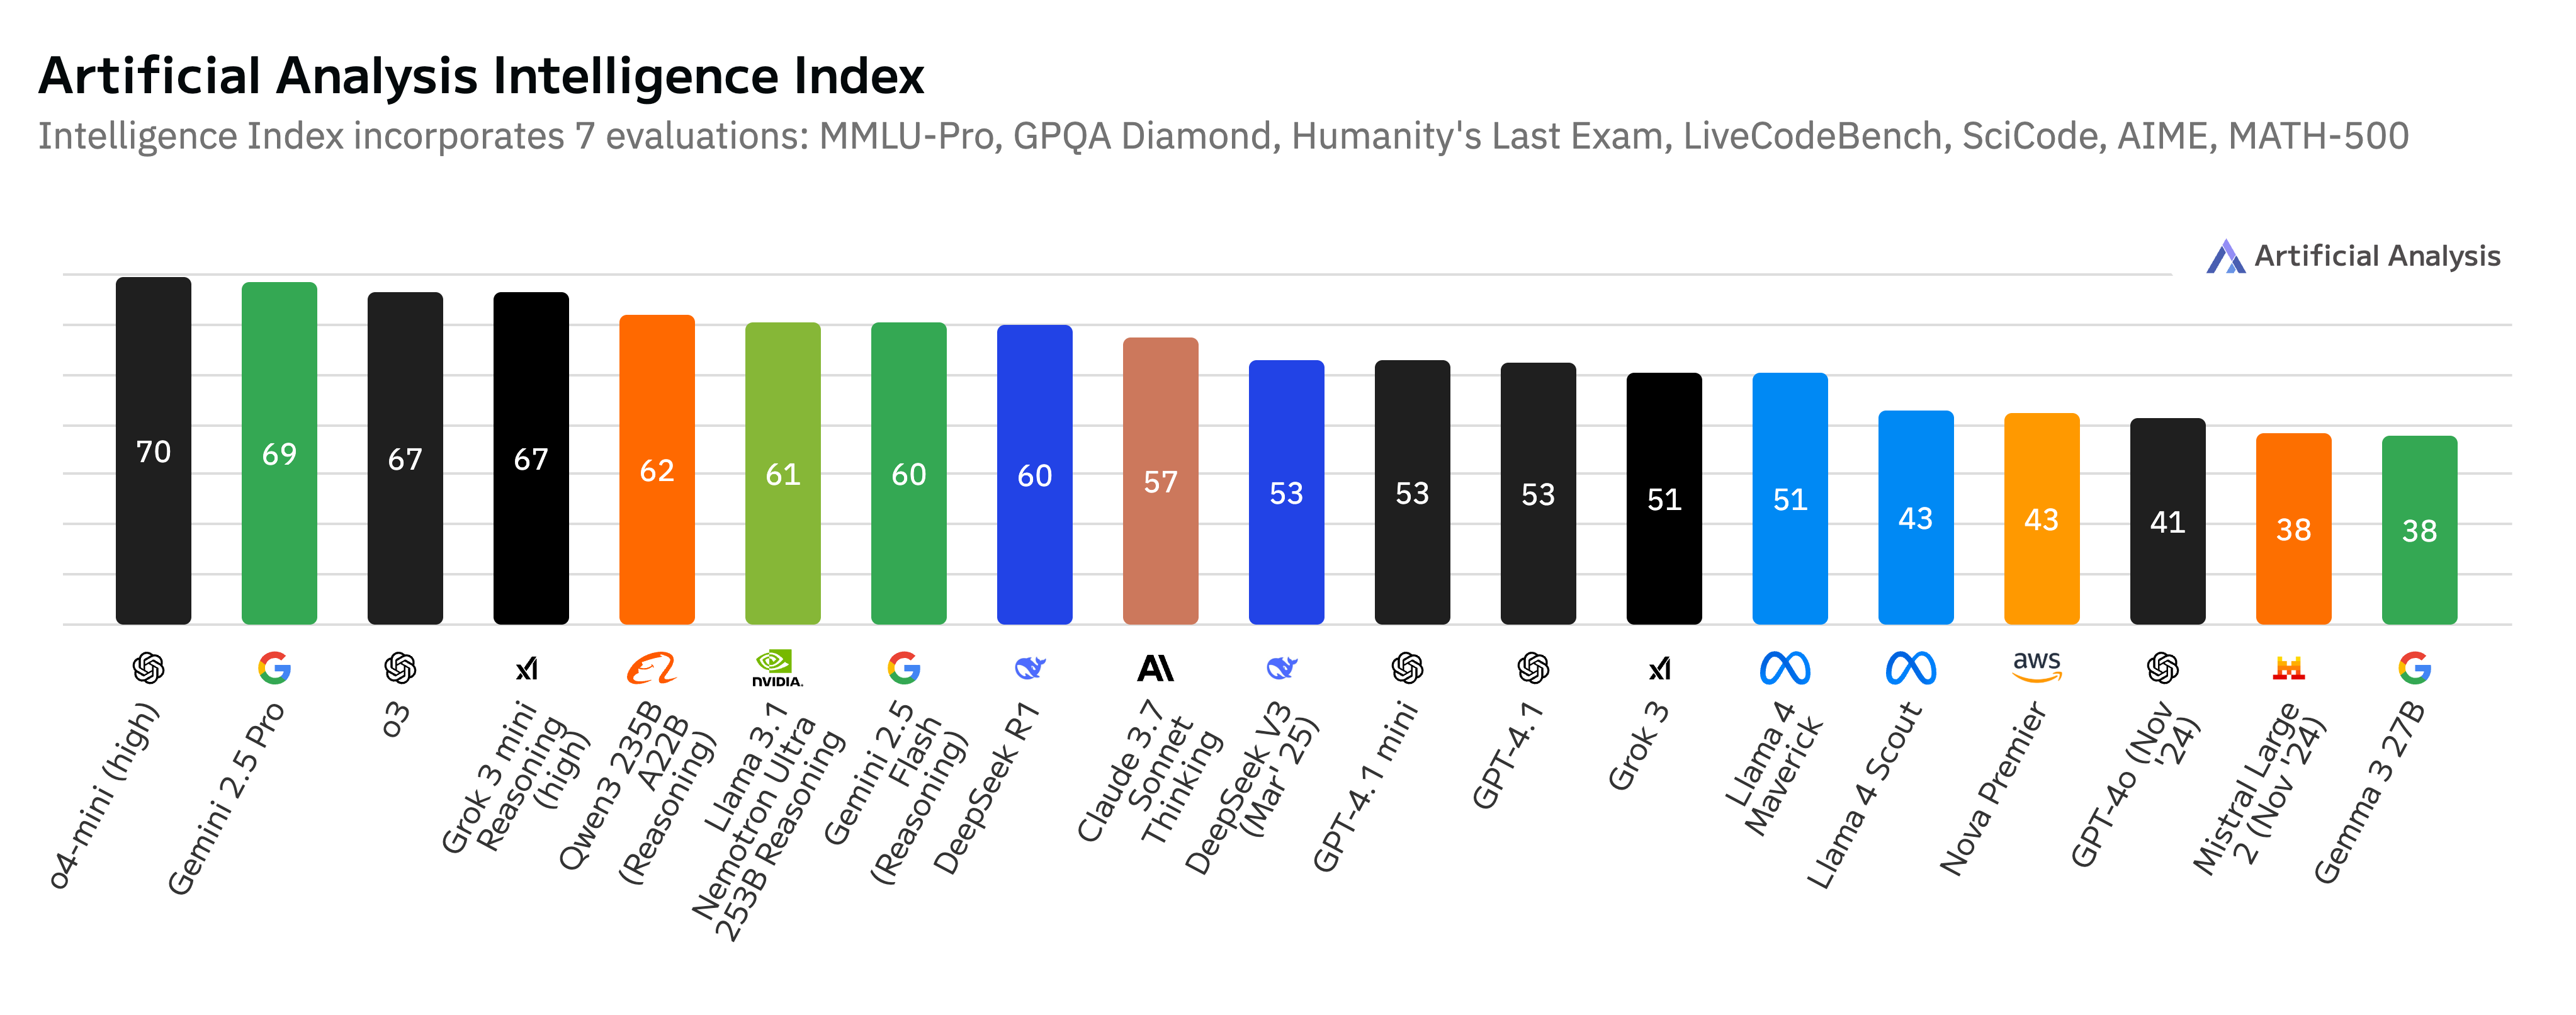 Artificial Analysis Intelligence Index
Intelligence Index incorporates 7 evaluations: MMLU-Pro, GPQA Diamond, Humanity's Last Exam, LiveCodeBench, SciCode, AIME, MATH-500
Artificial Analysis
70
69
67
67
62
61
60
60
57
53
53
53
51
51
43
43
41
38
38
NVIDIA.
aws
o4-mini (high)
Gemini 2.5 Pro
o3
Grok 3 mini
Reasoning
(high)
Qwen3 235B
A22B
(Reasoning)
Llama 3.1
Nemotron Ultra
253B Reasoning
Gemini 2.5
Flash
(Reasoning)
DeepSeek R1
Claude 3.7
Sonnet
Thinking
DeepSeek V3
(Mar' 25)
GPT-4.1 mini
GPT-4.1
Grok 3
Llama 4
Maverick
Llama 4 Scout
Nova Premier
GPT-4o (Nov
'24)
Mistral Large
2 (Nov '24)
Gemma 3 27B